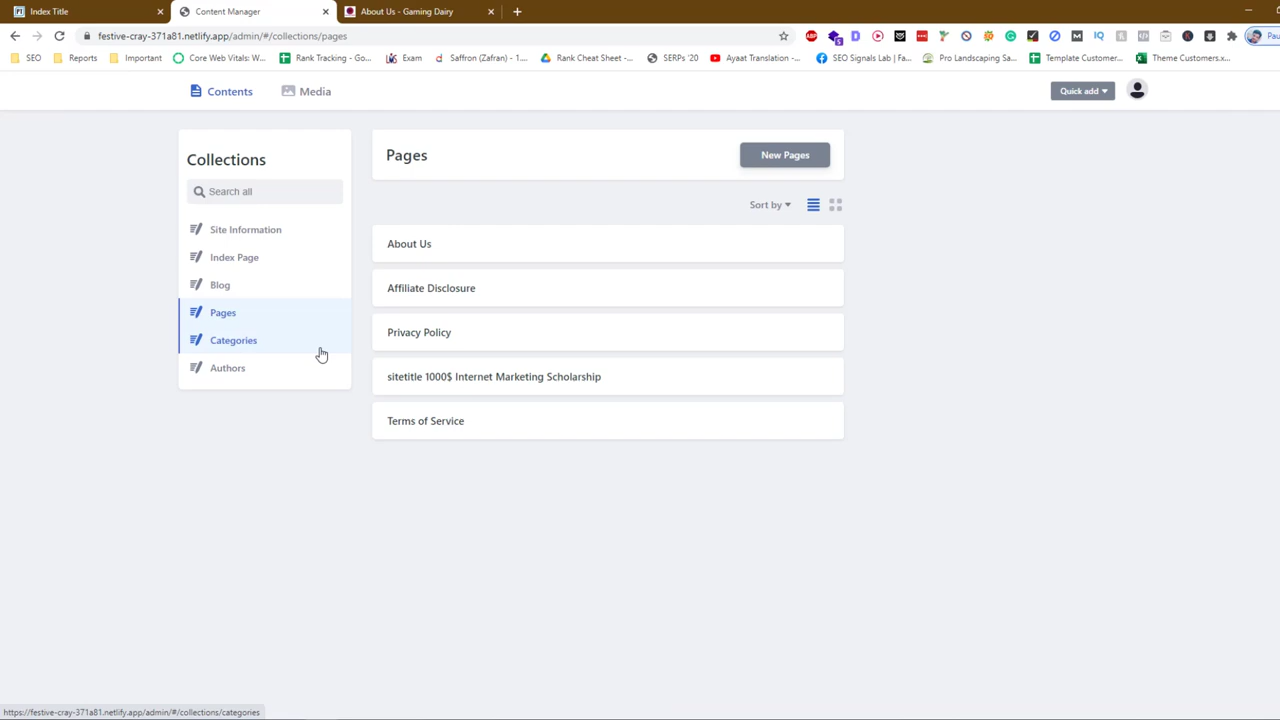 Index Title
Content Manager
About Us - Gaming Dairy
festive-cray-371a81.netlify.app/admin/#/collections/pages
SEO
Reports
Important
Core Web Vitals: W...
Rank Tracking - Go...
Exam
Saffron (Zafran) - 1....
Rank Cheat Sheet -...
SERPs '20
Ayaat Translation -...
SEO Signals Lab | Fa...
Pro Landscaping Sa...
Template Customer...
Theme Customers.x...
Contents
Media
Quick add
Collections
Search all
Site Information
Index Page
Blog
Pages
Categories
Authors
Pages
New Pages
Sort by
About Us
Affiliate Disclosure
Privacy Policy
sitetitle 1000$ Internet Marketing Scholarship
Terms of Service
https://festive-cray-371a81.netlify.app/admin/#/collections/categories